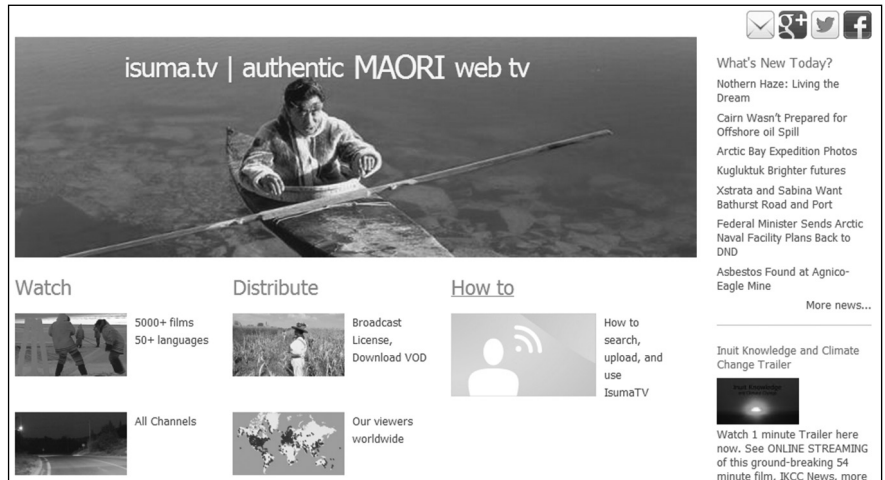 isuma.tv | authentic MAORI web tv
What's New Today?
Nothern Haze: Living the
Dream
Cairn Wasn't Prepared for
Offshore oil Spill
Arctic Bay Expedition Photos
Kugluktuk Brighter futures
Xstrata and Sabina Want
Bathurst Road and Port
Federal Minister Sends Arctic
Naval Facility Plans Back to
DND
Asbestos Found at Agnico-
Eagle Mine
More news...
Watch
5000+ films
50+ languages
All Channels
Distribute
Broadcast
License,
Download VOD
Our viewers
worldwide
How to
How to
search,
upload, and
use
IsumaTV
Inuit Knowledge and Climate
Change Trailer
Inuit Knowledge
Watch 1 minute Trailer here
now. See ONLINE STREAMING
of this ground-breaking 54
minute film. IKCC News, more